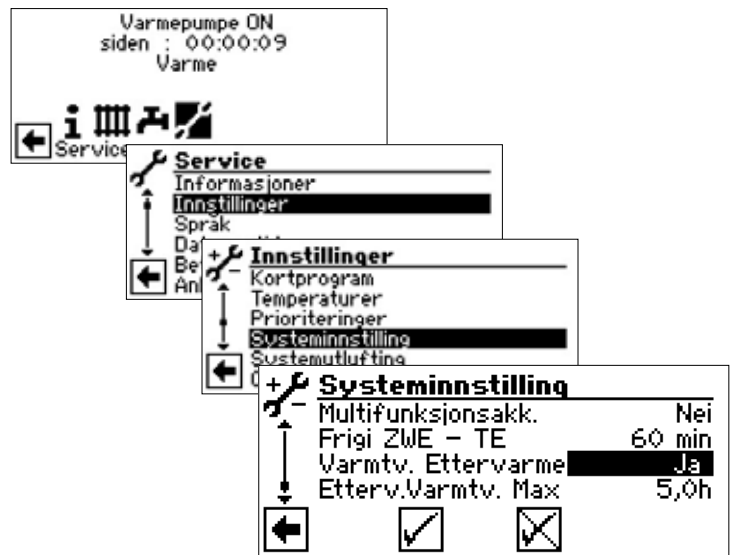 Varmepumpe ON
siden : 00:00:09
Varme
Service
Service
Informasjoner
Innstillinger
Språk
Innstillinger
Kortprogram
Temperaturer
Prioriteringer
Systeminnstilling
Systemutlufting
Systeminnstilling
Multifunksjonsakk. Nei
Frigi ZWE - TE 60 min
Varmtv. Ettervarme Ja
Etterv.Varmtv. Max 5,0h